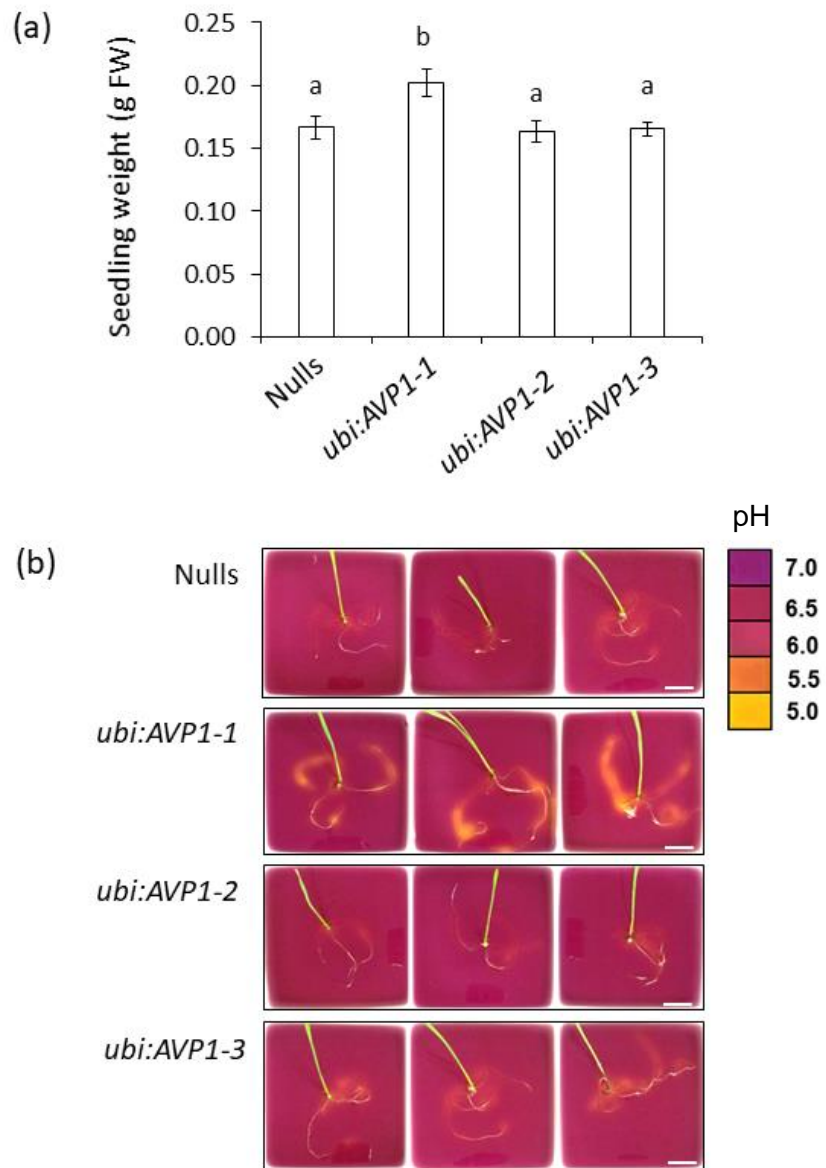 (a)
Seedling weight (g FW)
0.25
0.20
0.15
0.10
0.05
0.00
a
b
a
a
Nulls
ubi:AVP1-1
ubi:AVP1-2
ubi:AVP1-3
(b)
Nulls
ubi:AVP1-1
ubi:AVP1-2
ubi:AVP1-3
pH
7.0
6.5
6.0
5.5
5.0